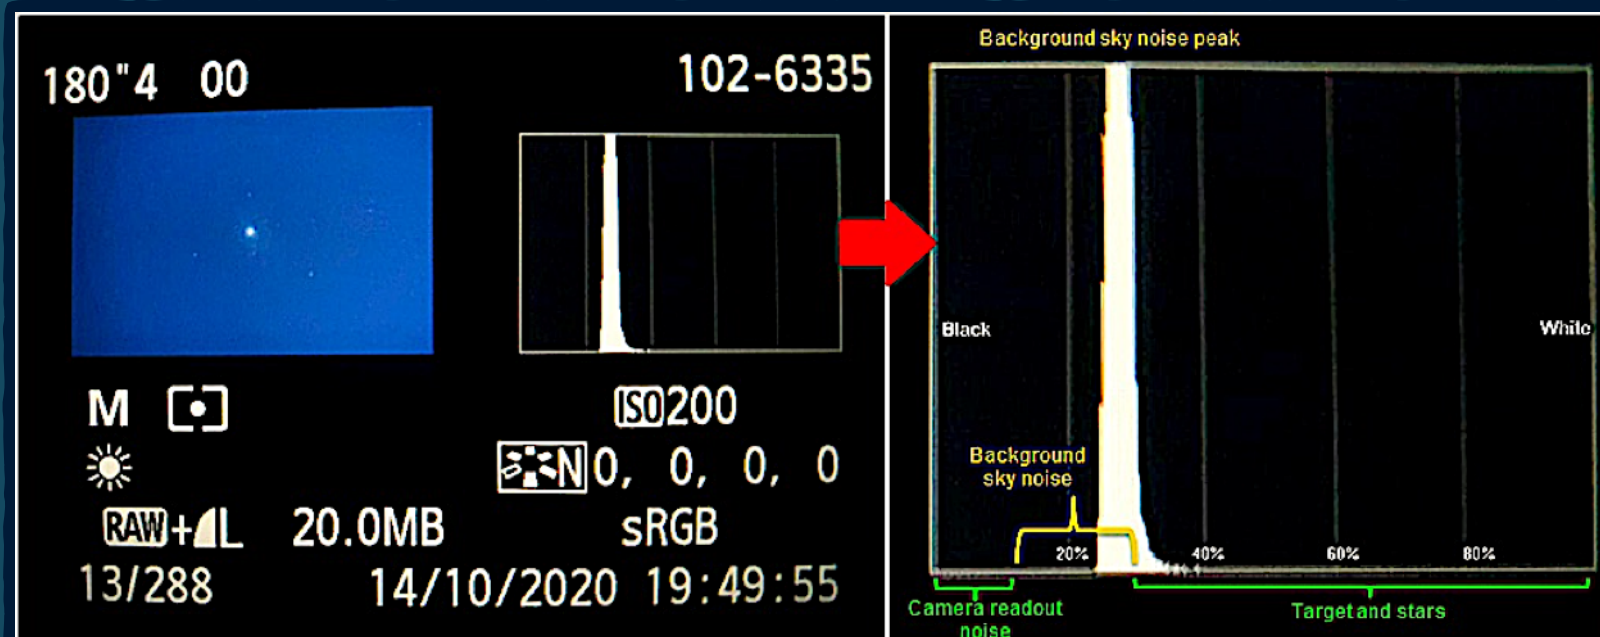 180"4 00
102-6335
M
ISO200
N 0, 0, 0, 0
RAW+L 20.0MB sRGB
13/288 14/10/2020 19:49:55
Background sky noise peak
Black
White
Background
sky noise
20% 40% 60% 80%
Camera readout
noise
Target and stars